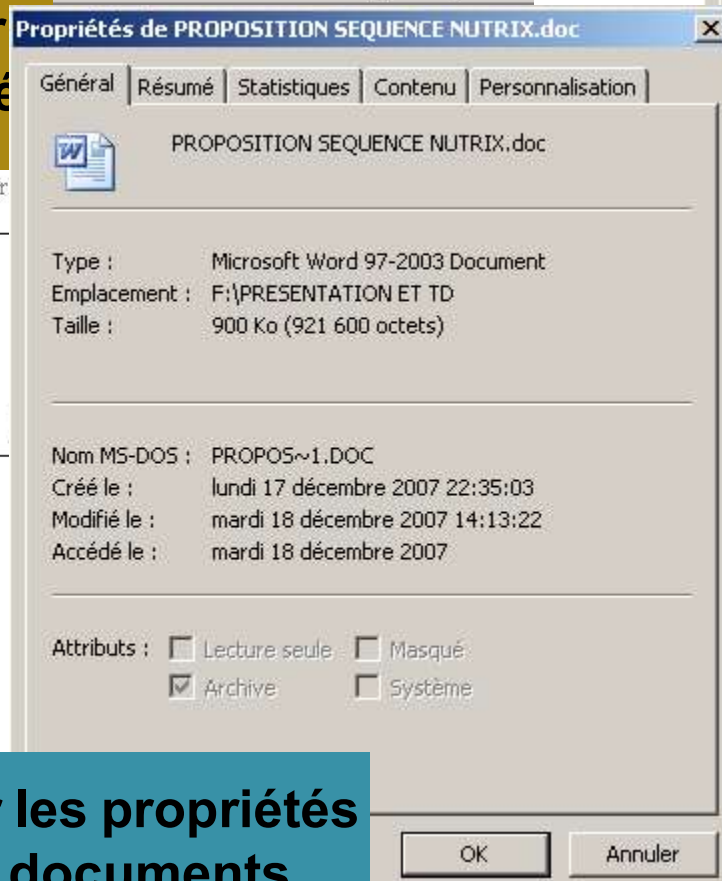 Propriétés de PROPOSITION SEQUENCE NUTRIX.doc
Général Résumé Statistiques Contenu Personnalisation
PROPOSITION SEQUENCE NUTRIX.doc
Type : Microsoft Word 97-2003 Document
Emplacement : F:\PRESENTATION ET TD
Taille : 900 Ko (921 600 octets)
Nom MS-DOS : PROPOS~1.DOC
Créé le : lundi 17 décembre 2007 22:35:03
Modifié le : mardi 18 décembre 2007 14:13:22
Accédé le : mardi 18 décembre 2007
Attributs : Lecture seule Masqué
Archive Système
r les propriétés
documents
OK Annuler